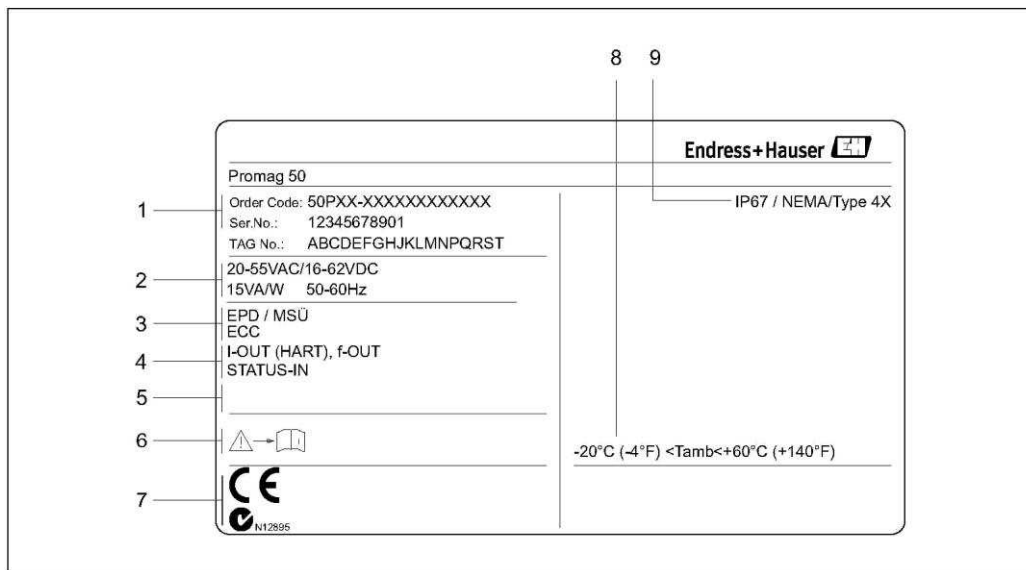 8 9
Endress+Hauser EH
Promag 50
1 Order Code: 50PXX-XXXXXXXXXXXX
Ser.No.: 12345678901
TAG No.: ABCDEFGHJKLMNPQRST
IP67 / NEMA/Type 4X
2 20-55VAC/16-62VDC
15VA/W 50-60Hz
3 EPD / MSÜ
ECC
4 I-OUT (HART), f-OUT
STATUS-IN
5
6
-20°C (-4°F) <Tamb<+60°C (+140°F)
7 CE
N12895